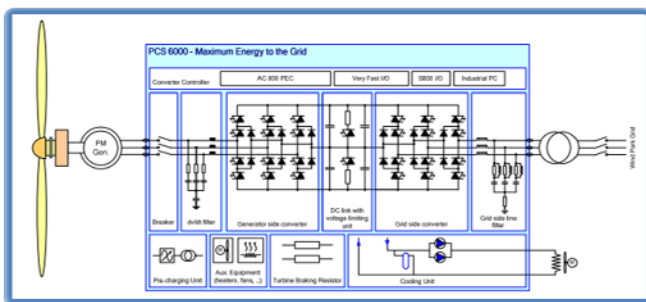 PCS 6000 - Maximum Energy to the Grid
Converter Controller
AC 800 PEC
Very Fast I/O
S800 I/O
Industrial PC
PM
Gen.
Wind Park Grid
Breaker
dv/dt filter
Generator side converter
DC link with
voltage limiting
unit
Grid side converter
Grid side line
filter
Pre-charging Unit
Aux. Equipment
(heaters, fans, ..)
Turbine Braking Resistor
Cooling Unit